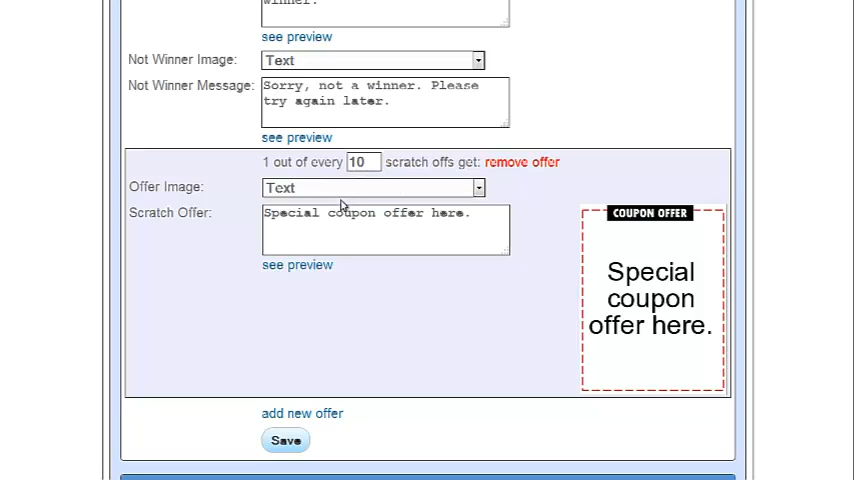 winner.
see preview
Not Winner Image: Text
Not Winner Message: Sorry, not a winner. Please
try again later.
see preview
1 out of every 10 scratch offs get: remove offer
Offer Image: Text
Scratch Offer: Special coupon offer here.
see preview
COUPON OFFER
Special
coupon
offer here.
add new offer
Save